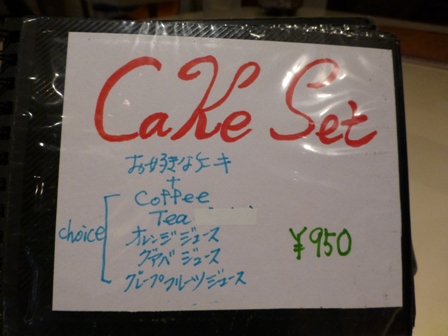 Cake Set
お好きなケーキ
+
choice
Coffee
Tea
オレンジジュース
グァバジュース
グレープフルーツジュース
¥950